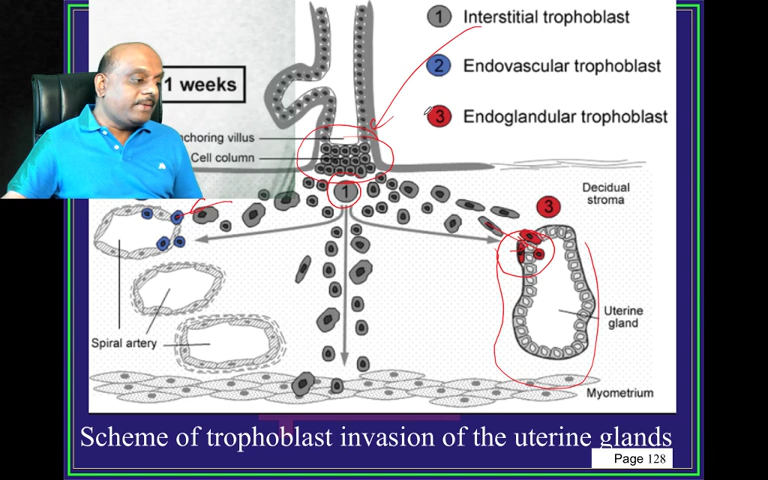 1 Interstitial trophoblast
2 Endovascular trophoblast
3 Endoglandular trophoblast
1 weeks
nchoring villus
Cell column
1
Decidual
stroma
3
Uterine
gland
Spiral artery
Myometrium
Scheme of trophoblast invasion of the uterine glands
Page 128